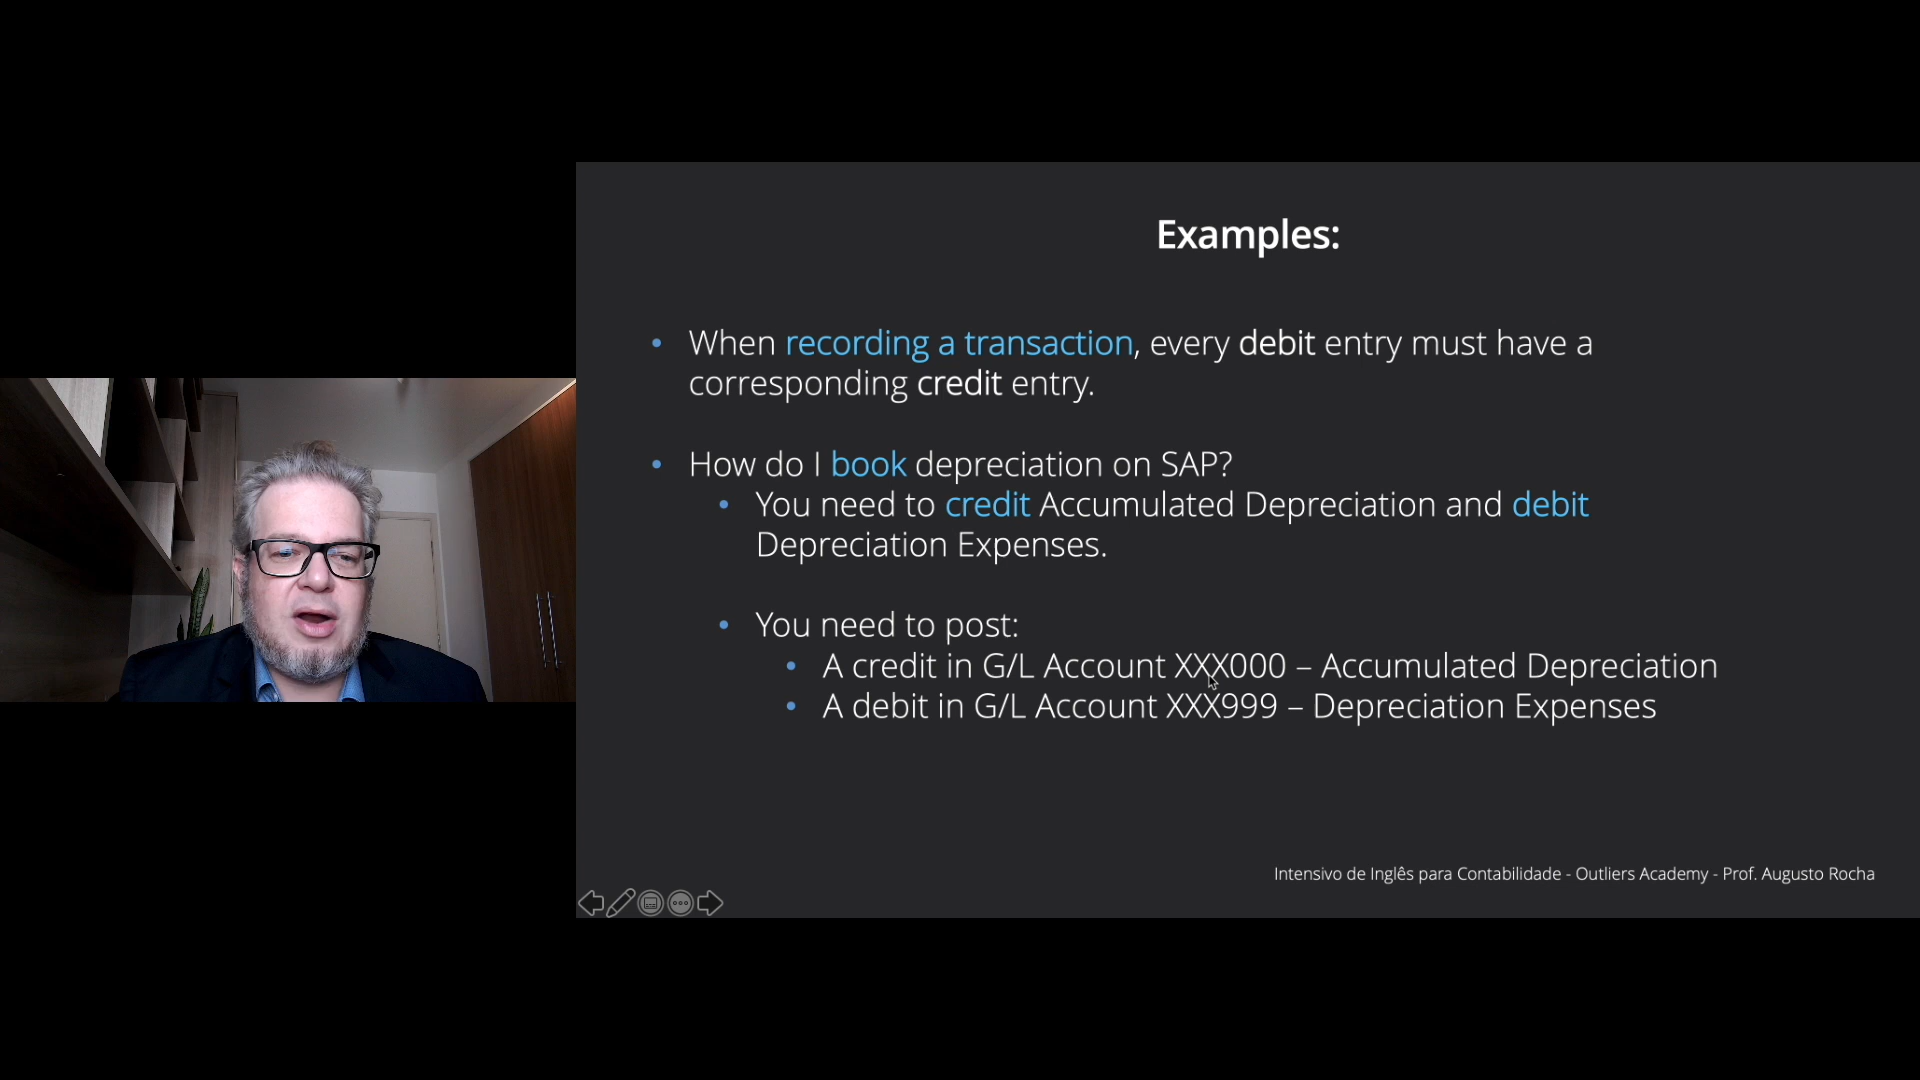 Examples:
When recording a transaction, every debit entry must have a
corresponding credit entry.
How do I book depreciation on SAP?
You need to credit Accumulated Depreciation and debit
Depreciation Expenses.
You need to post:
A credit in G/L Account XXX000 – Accumulated Depreciation
A debit in G/L Account XXX999 – Depreciation Expenses
Intensivo de Inglês para Contabilidade - Outliers Academy - Prof. Augusto Rocha